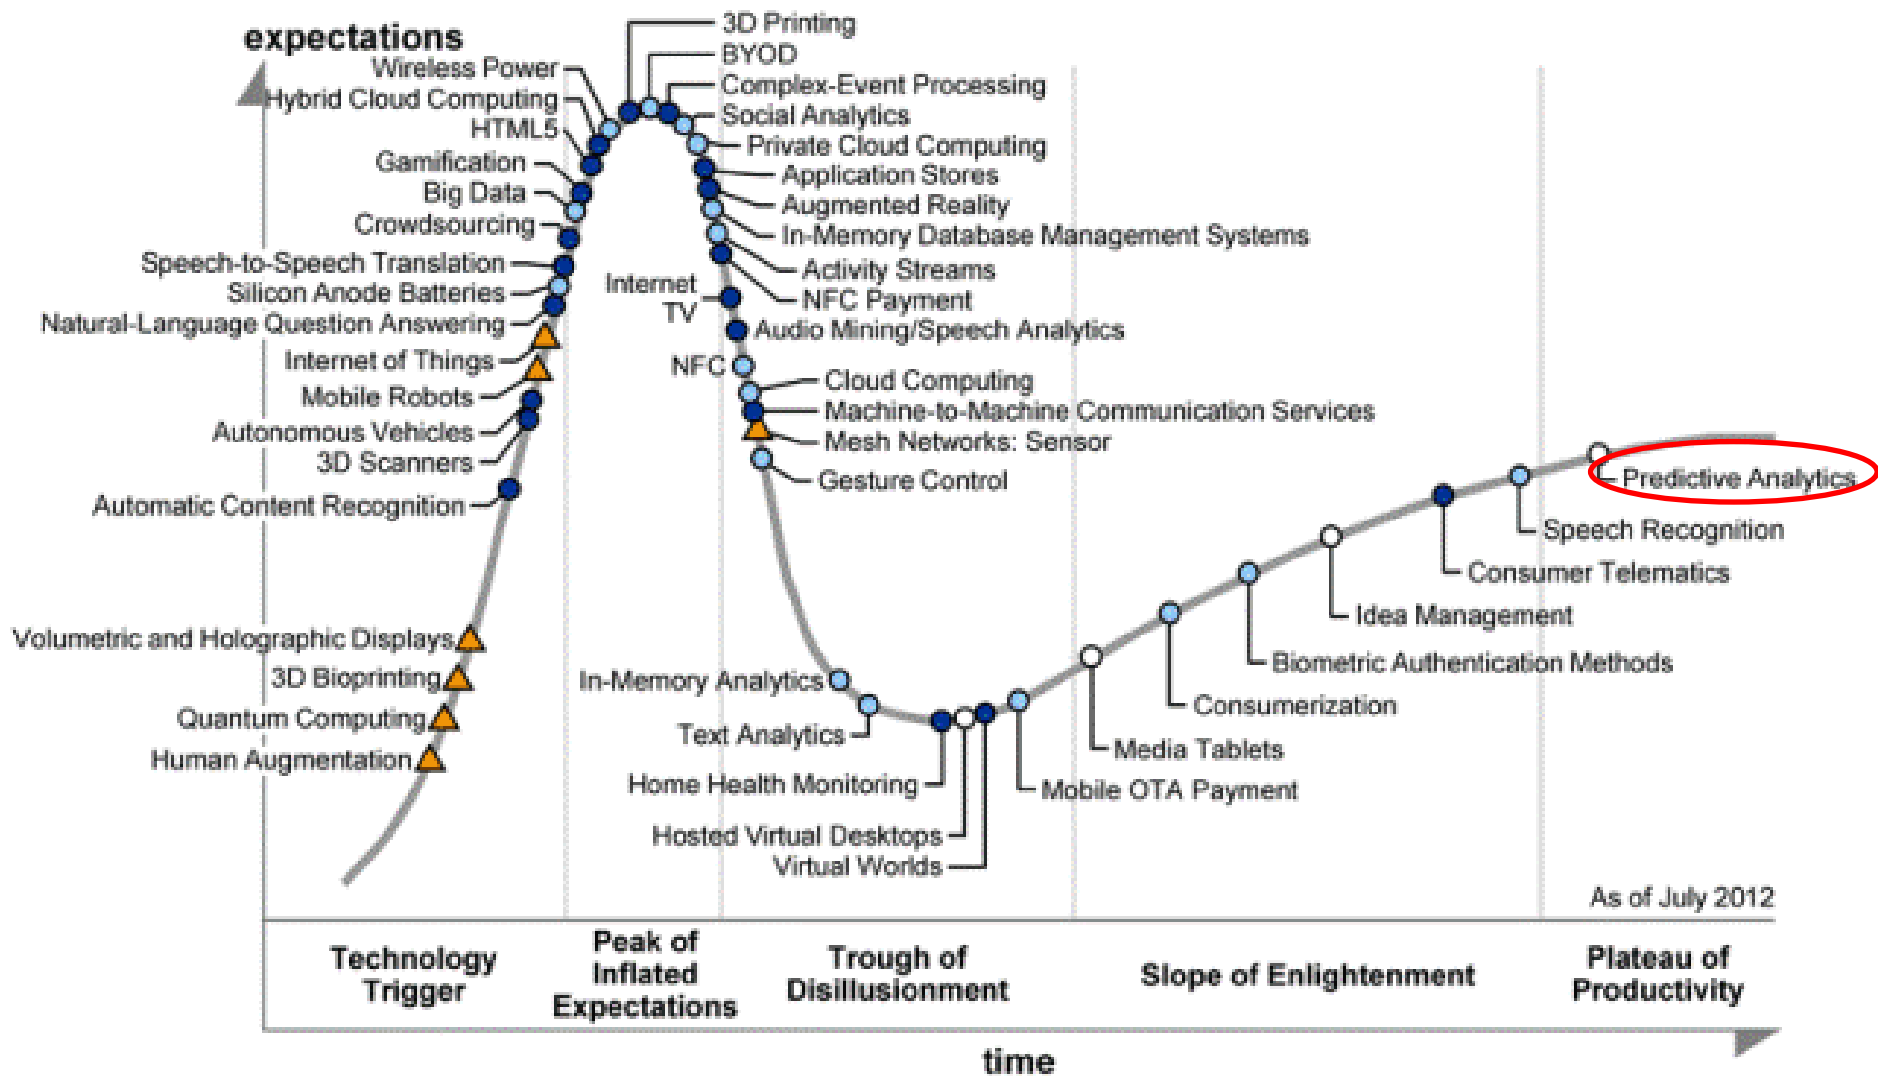 expectations
3D Printing
BYOD
Wireless Power
Complex-Event Processing
Hybrid Cloud Computing
Social Analytics
HTML5
Private Cloud Computing
Gamification
Application Stores
Big Data
Augmented Reality
Crowdsourcing
In-Memory Database Management Systems
Speech-to-Speech Translation
Activity Streams
Silicon Anode Batteries
Internet
TV
NFC Payment
Natural-Language Question Answering
Audio Mining/Speech Analytics
Internet of Things
NFC
Mobile Robots
Cloud Computing
Machine-to-Machine Communication Services
Autonomous Vehicles
Mesh Networks: Sensor
3D Scanners
Gesture Control
Predictive Analytics
Automatic Content Recognition
Speech Recognition
Consumer Telematics
Idea Management
Volumetric and Holographic Displays
Biometric Authentication Methods
3D Bioprinting
In-Memory Analytics
Consumerization
Quantum Computing
Text Analytics
Media Tablets
Human Augmentation
Home Health Monitoring
Mobile OTA Payment
Hosted Virtual Desktops
Virtual Worlds
As of July 2012
Technology
Trigger
Peak of
Inflated
Expectations
Trough of
Disillusionment
Slope of Enlightenment
Plateau of
Productivity
time